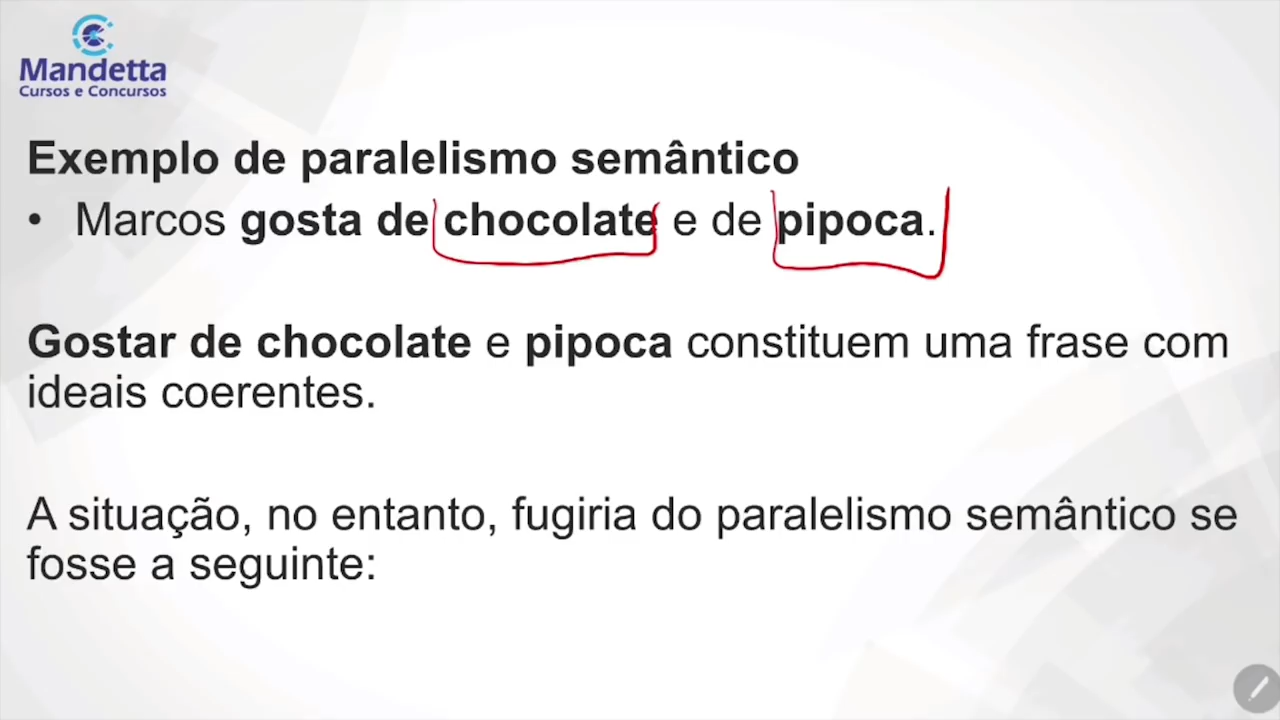 Mandetta
Cursos e Concursos
Exemplo de paralelismo semântico
• Marcos gosta de chocolate e de pipoca.
Gostar de chocolate e pipoca constituem uma frase com
ideais coerentes.
A situação, no entanto, fugiria do paralelismo semântico se
fosse a seguinte: